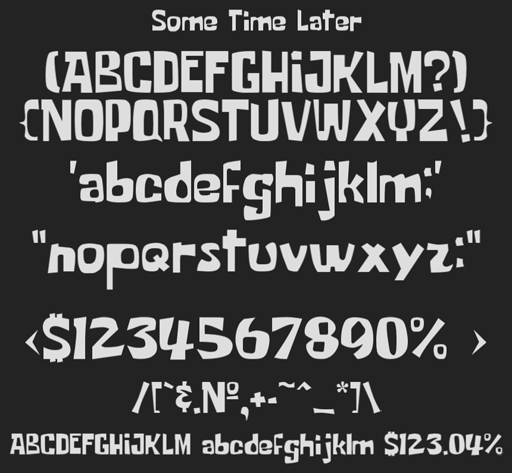 Some Time Later
(ABCDEFGHiJKLM?)
{NOPQRSTUVWXYZ!}
'abcdefghijklm;'
"nopqrstuvwxyz:"
<$1234567890% >
/[`&.Nº,+-~^_*]\
ABCDEFGHiJKLM abcdefghijklm $123.04%